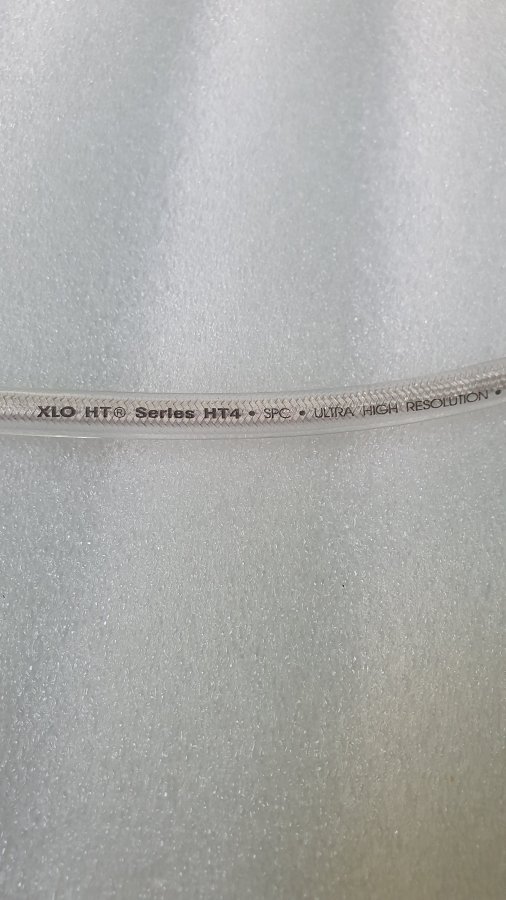 XLO HT® Series HT4 • SPC • ULTRA HIGH RESOLUTION •